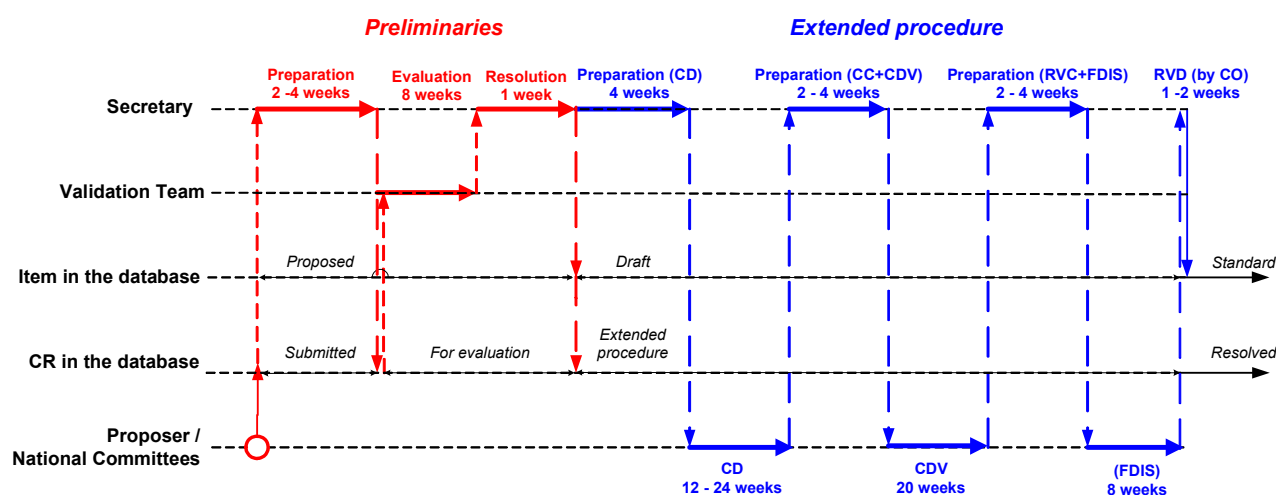 Preliminaries
Extended procedure
Preparation
2 -4 weeks
Evaluation
8 weeks
Resolution
1 week
Preparation (CD)
4 weeks
Preparation (CC+CDV)
2 - 4 weeks
Preparation (RVC+FDIS)
2 - 4 weeks
RVD (by CO)
1 -2 weeks
Secretary
Validation Team
Proposed
Draft
Standard
Item in the database
Submitted
For evaluation
Extended
procedure
Resolved
CR in the database
Proposer /
National Committees
CD
12 - 24 weeks
CDV
20 weeks
(FDIS)
8 weeks